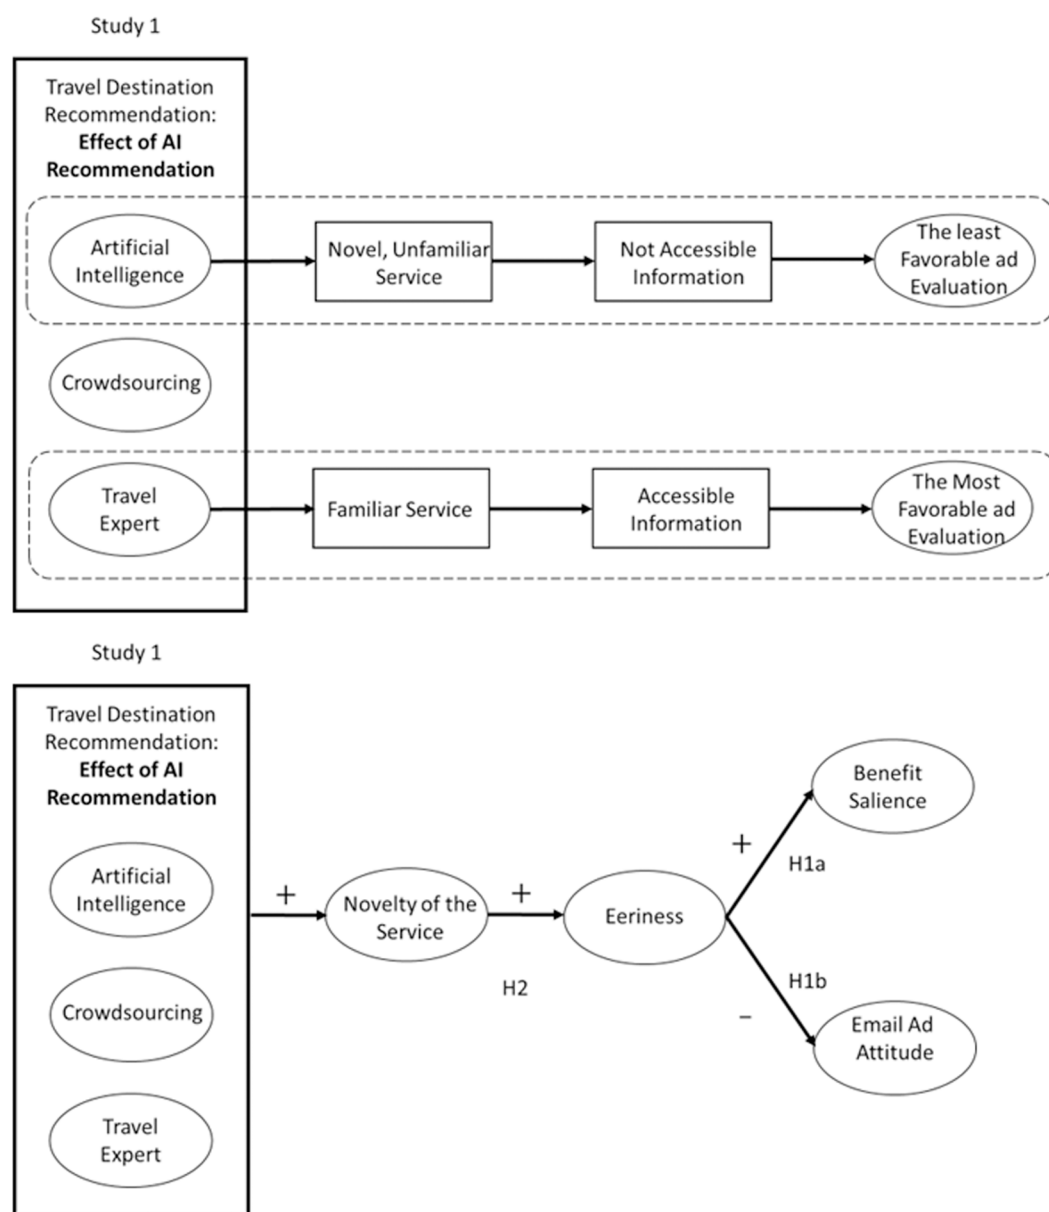 Study 1
Travel Destination
Recommendation:
Effect of AI
Recommendation
Artificial
Intelligence
Novel, Unfamiliar
Service
Not Accessible
Information
The least
Favorable ad
Evaluation
Crowdsourcing
Travel
Expert
Familiar Service
Accessible
Information
The Most
Favorable ad
Evaluation
Study 1
Travel Destination
Recommendation:
Effect of AI
Recommendation
Artificial
Intelligence
Crowdsourcing
Travel
Expert
+
Novelty of the
Service
+
H2
Eeriness
+
H1a
Benefit
Salience
H1b
–
Email Ad
Attitude